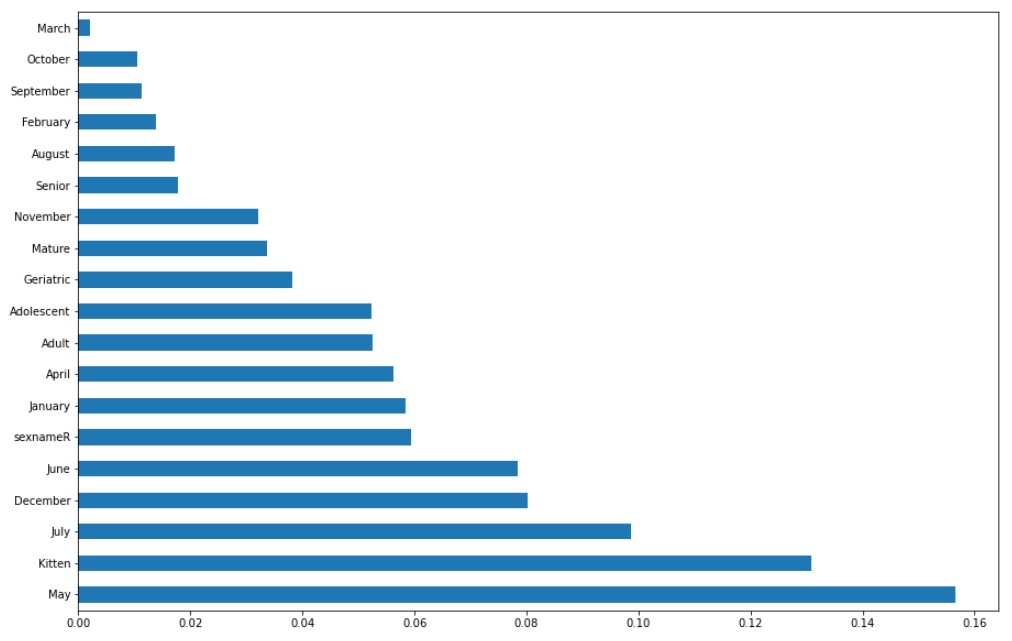 March
October
September
February
August
Senior
November
Mature
Geriatric
Adolescent
Adult
April
January
sexnameR
June
December
July
Kitten
May
0.00 0.02 0.04 0.06 0.08 0.10 0.12 0.14 0.16